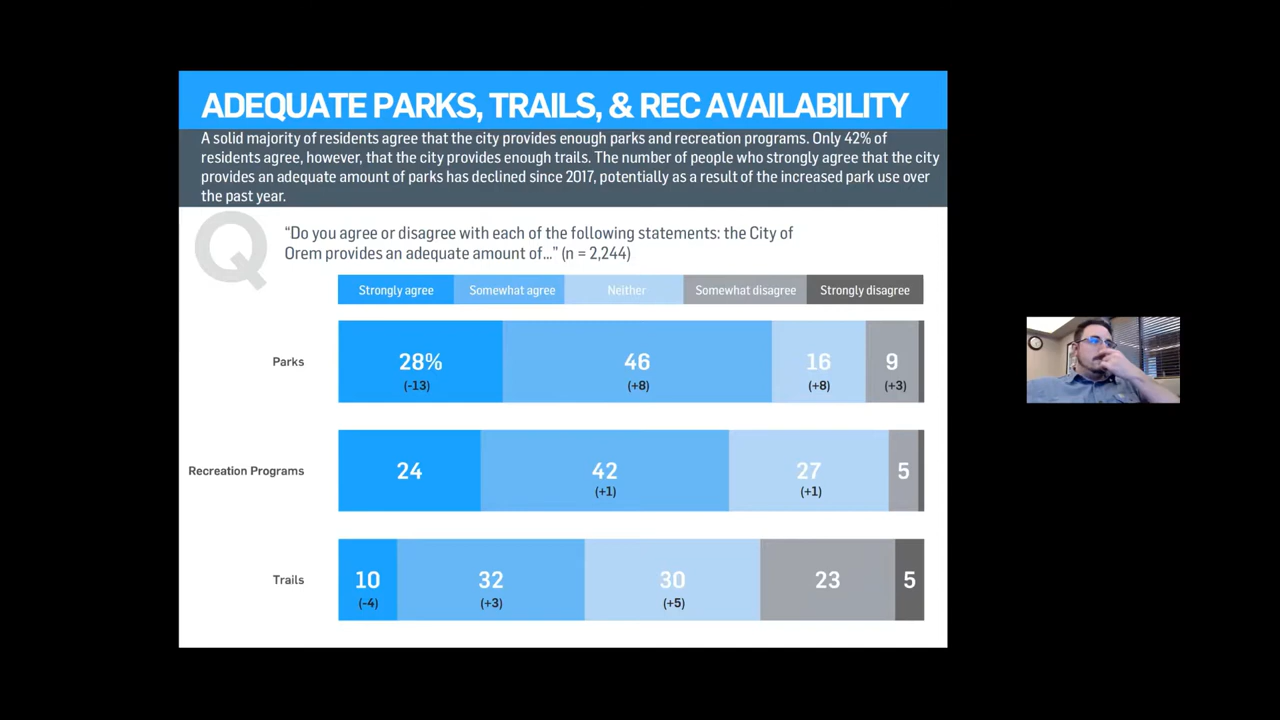 ADEQUATE PARKS, TRAILS, & REC AVAILABILITY
A solid majority of residents agree that the city provides enough parks and recreation programs. Only 42% of
residents agree, however, that the city provides enough trails. The number of people who strongly agree that the city
provides an adequate amount of parks has declined since 2017, potentially as a result of the increased park use over
the past year.
Q
“Do you agree or disagree with each of the following statements: the City of
Orem provides an adequate amount of...” (n = 2,244)
Strongly agree Somewhat agree Neither Somewhat disagree Strongly disagree
Parks 28% 46 16 9
(-13) (+8) (+8) (+3)
Recreation Programs 24 42 27 5
(+1) (+1)
Trails 10 32 30 23 5
(-4) (+3) (+5)